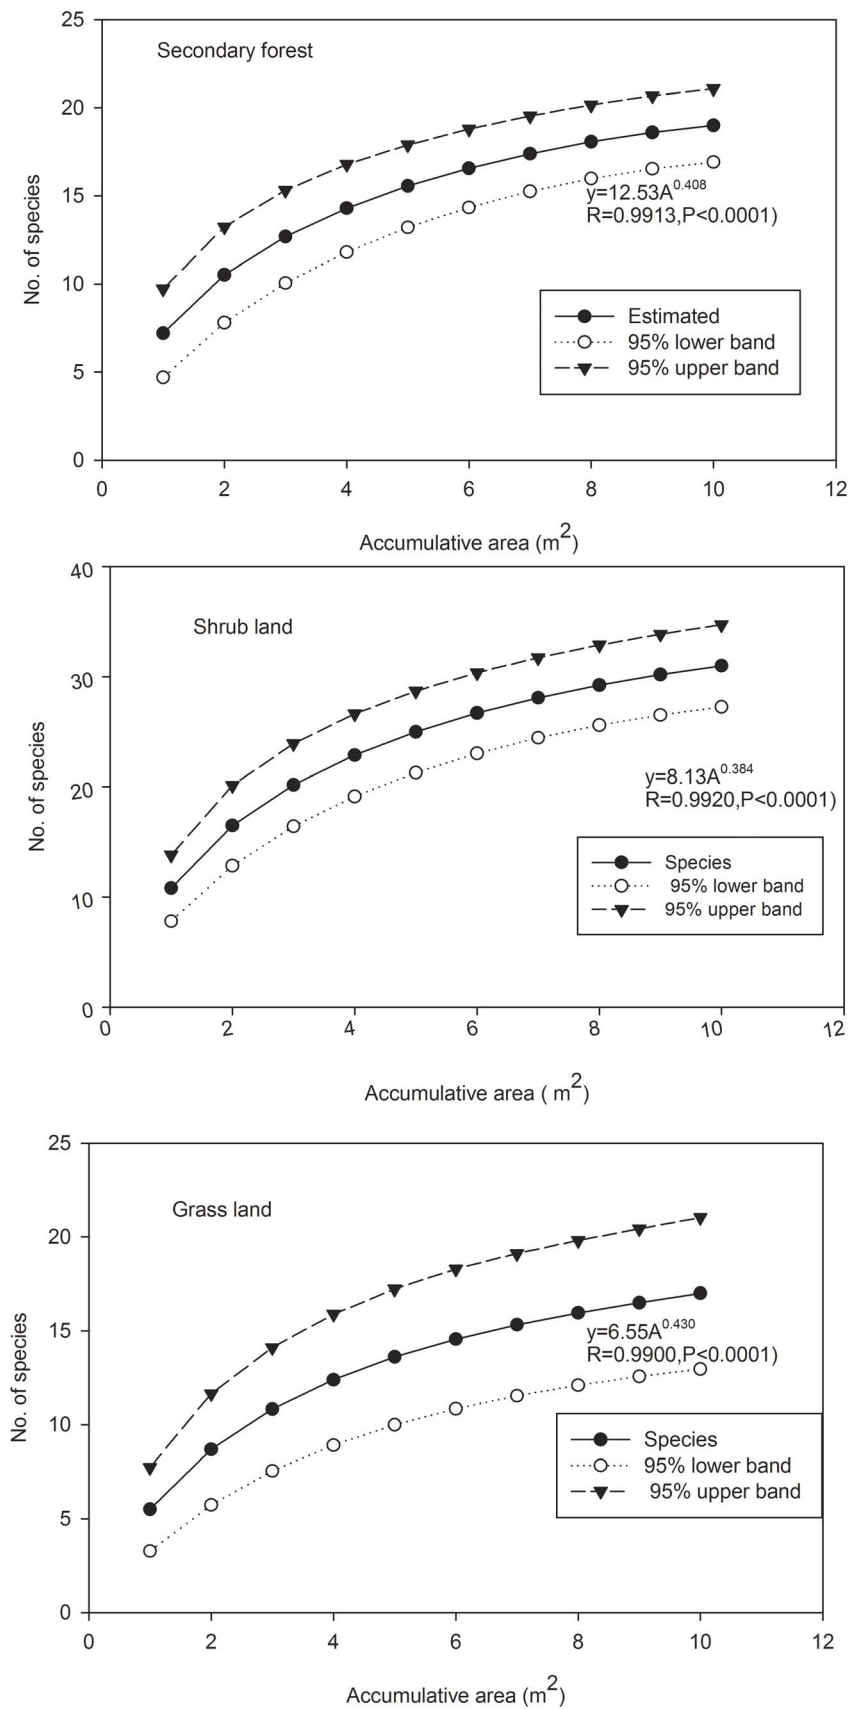 25
Secondary forest
20
15
10
5
0
No. of species
y=12.53A^0.408
R=0.9913,P<0.0001)
Estimated
95% lower band
95% upper band
0 2 4 6 8 10 12
Accumulative area (m²)
40
Shrub land
30
20
10
0
No. of species
y=8.13A^0.384
R=0.9920,P<0.0001)
Species
95% lower band
95% upper band
0 2 4 6 8 10 12
Accumulative area ( m²)
25
Grass land
20
15
10
5
0
No. of species
y=6.55A^0.430
R=0.9900,P<0.0001)
Species
95% lower band
95% upper band
0 2 4 6 8 10 12
Accumulative area (m²)